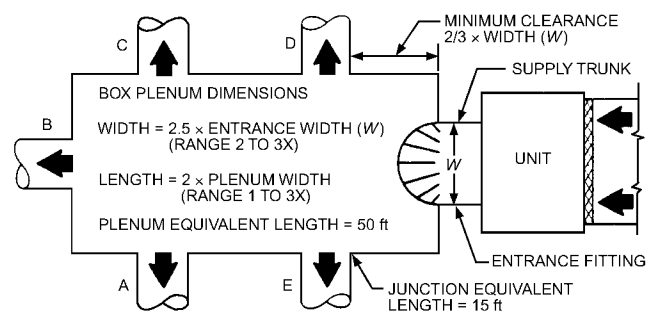 C
D
MINIMUM CLEARANCE
2/3 × WIDTH (W)
BOX PLENUM DIMENSIONS
SUPPLY TRUNK
B
WIDTH = 2.5 × ENTRANCE WIDTH (W)
(RANGE 2 TO 3X)
W
UNIT
LENGTH = 2 × PLENUM WIDTH
(RANGE 1 TO 3X)
PLENUM EQUIVALENT LENGTH = 50 ft
ENTRANCE FITTING
A
E
JUNCTION EQUIVALENT
LENGTH = 15 ft